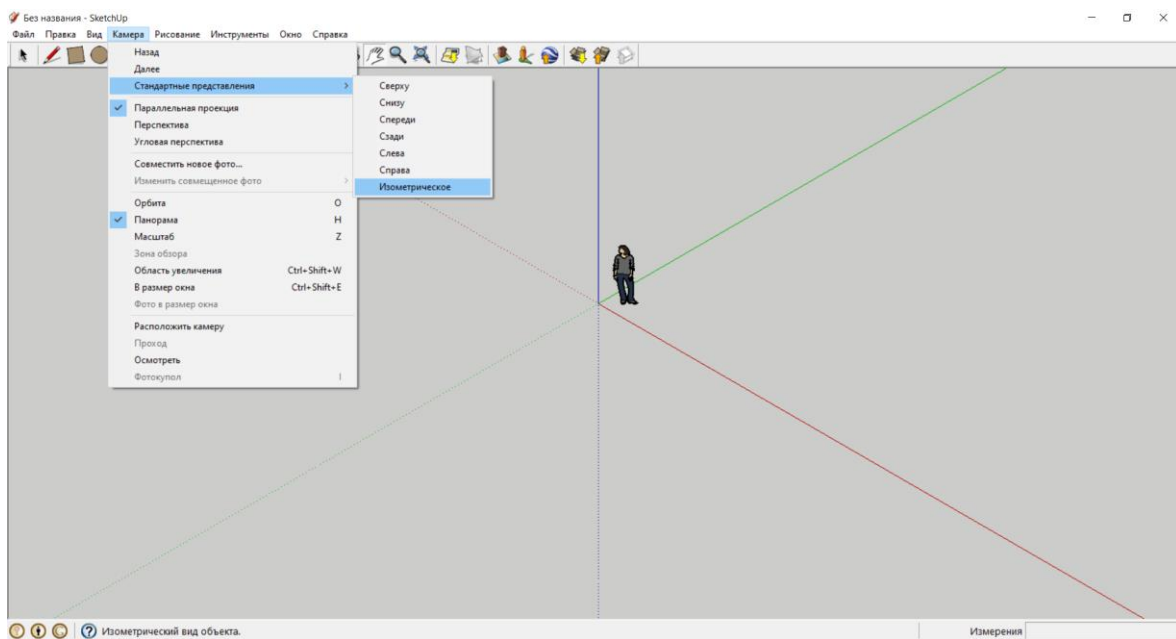 Без названия - SketchUp
Файл Правка Вид Камера Рисование Инструменты Окно Справка
Назад
Далее
Стандартные представления
Параллельная проекция
Перспектива
Угловая перспектива
Совместить новое фото...
Изменить совмещенное фото
Орбита O
Панорама H
Масштаб Z
Зона обзора
Область увеличения Ctrl+Shift+W
В размер окна Ctrl+Shift+E
Фото в размер окна
Расположить камеру
Проход
Осмотреть
Фотокупол I
Сверху
Снизу
Спереди
Сзади
Слева
Справа
Изометрическое
Изометрический вид объекта.
Измерения